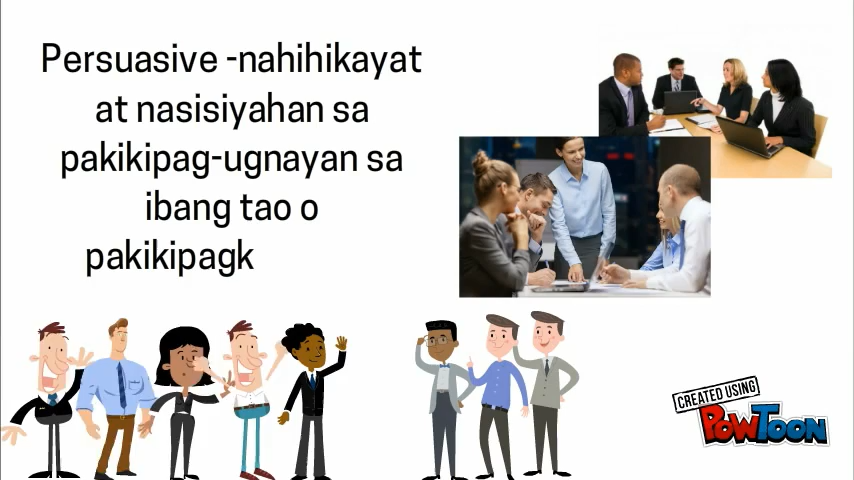 Persuasive -nahihikayat
at nasisiyahan sa
pakikipag-ugnayan sa
ibang tao o
pakikipagk
CREATED USING
POWTOON